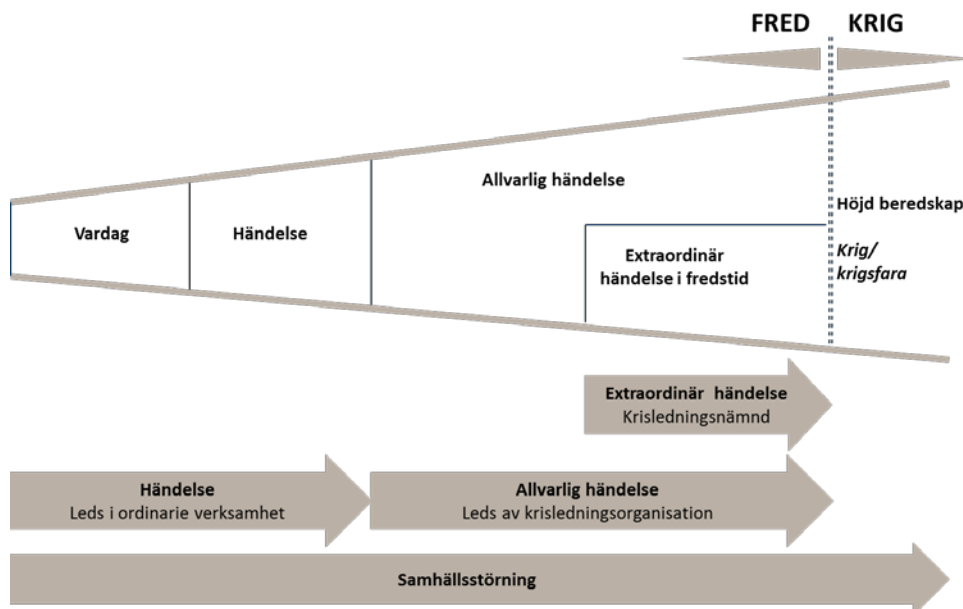 FRED KRIG
Allvarlig händelse
Höjd beredskap
Vardag
Händelse
Extraordinär
händelse i fredstid
Krig/
krigsfara
Extraordinär händelse
Krisledningsnämnd
Händelse
Leds i ordinarie verksamhet
Allvarlig händelse
Leds av krisledningsorganisation
Samhällsstörning